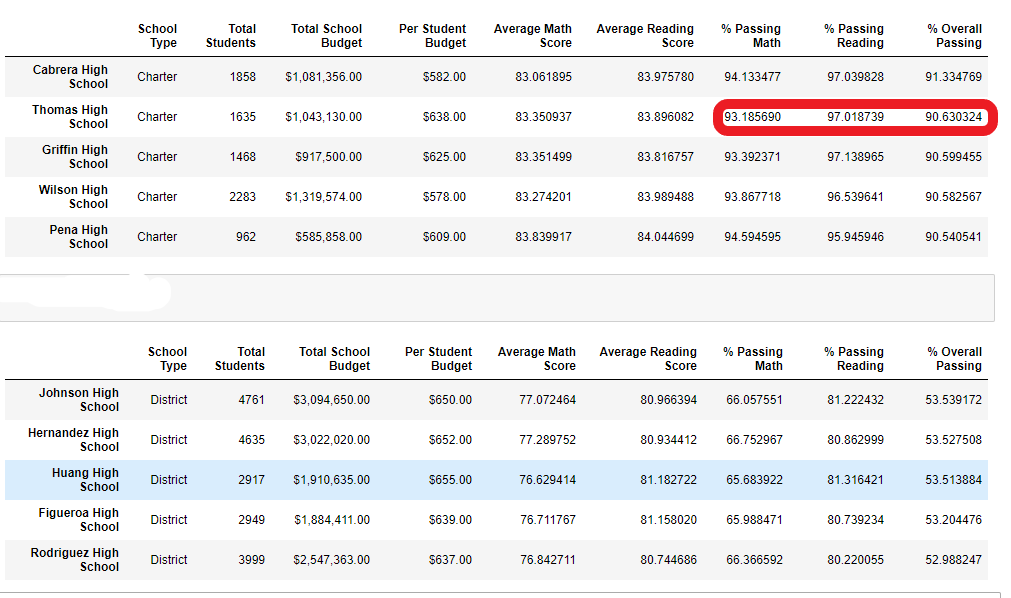 School Type Total Students Total School Budget Per Student Budget Average Math Score Average Reading Score % Passing Math % Passing Reading % Overall Passing
Cabrera High School Charter 1858 $1,081,356.00 $582.00 83.061895 83.975780 94.133477 97.039828 91.334769
Thomas High School Charter 1635 $1,043,130.00 $638.00 83.350937 83.896082 93.185690 97.018739 90.630324
Griffin High School Charter 1468 $917,500.00 $625.00 83.351499 83.816757 93.392371 97.138965 90.599455
Wilson High School Charter 2283 $1,319,574.00 $578.00 83.274201 83.989488 93.867718 96.539641 90.582567
Pena High School Charter 962 $585,858.00 $609.00 83.839917 84.044699 94.594595 95.945946 90.540541
School Type Total Students Total School Budget Per Student Budget Average Math Score Average Reading Score % Passing Math % Passing Reading % Overall Passing
Johnson High School District 4761 $3,094,650.00 $650.00 77.072464 80.966394 66.057551 81.222432 53.539172
Hernandez High School District 4635 $3,022,020.00 $652.00 77.289752 80.934412 66.752967 80.862999 53.527508
Huang High School District 2917 $1,910,635.00 $655.00 76.629414 81.182722 65.683922 81.316421 53.513884
Figueroa High School District 2949 $1,884,411.00 $639.00 76.711767 81.158020 65.988471 80.739234 53.204476
Rodriguez High School District 3999 $2,547,363.00 $637.00 76.842711 80.744686 66.366592 80.220055 52.988247